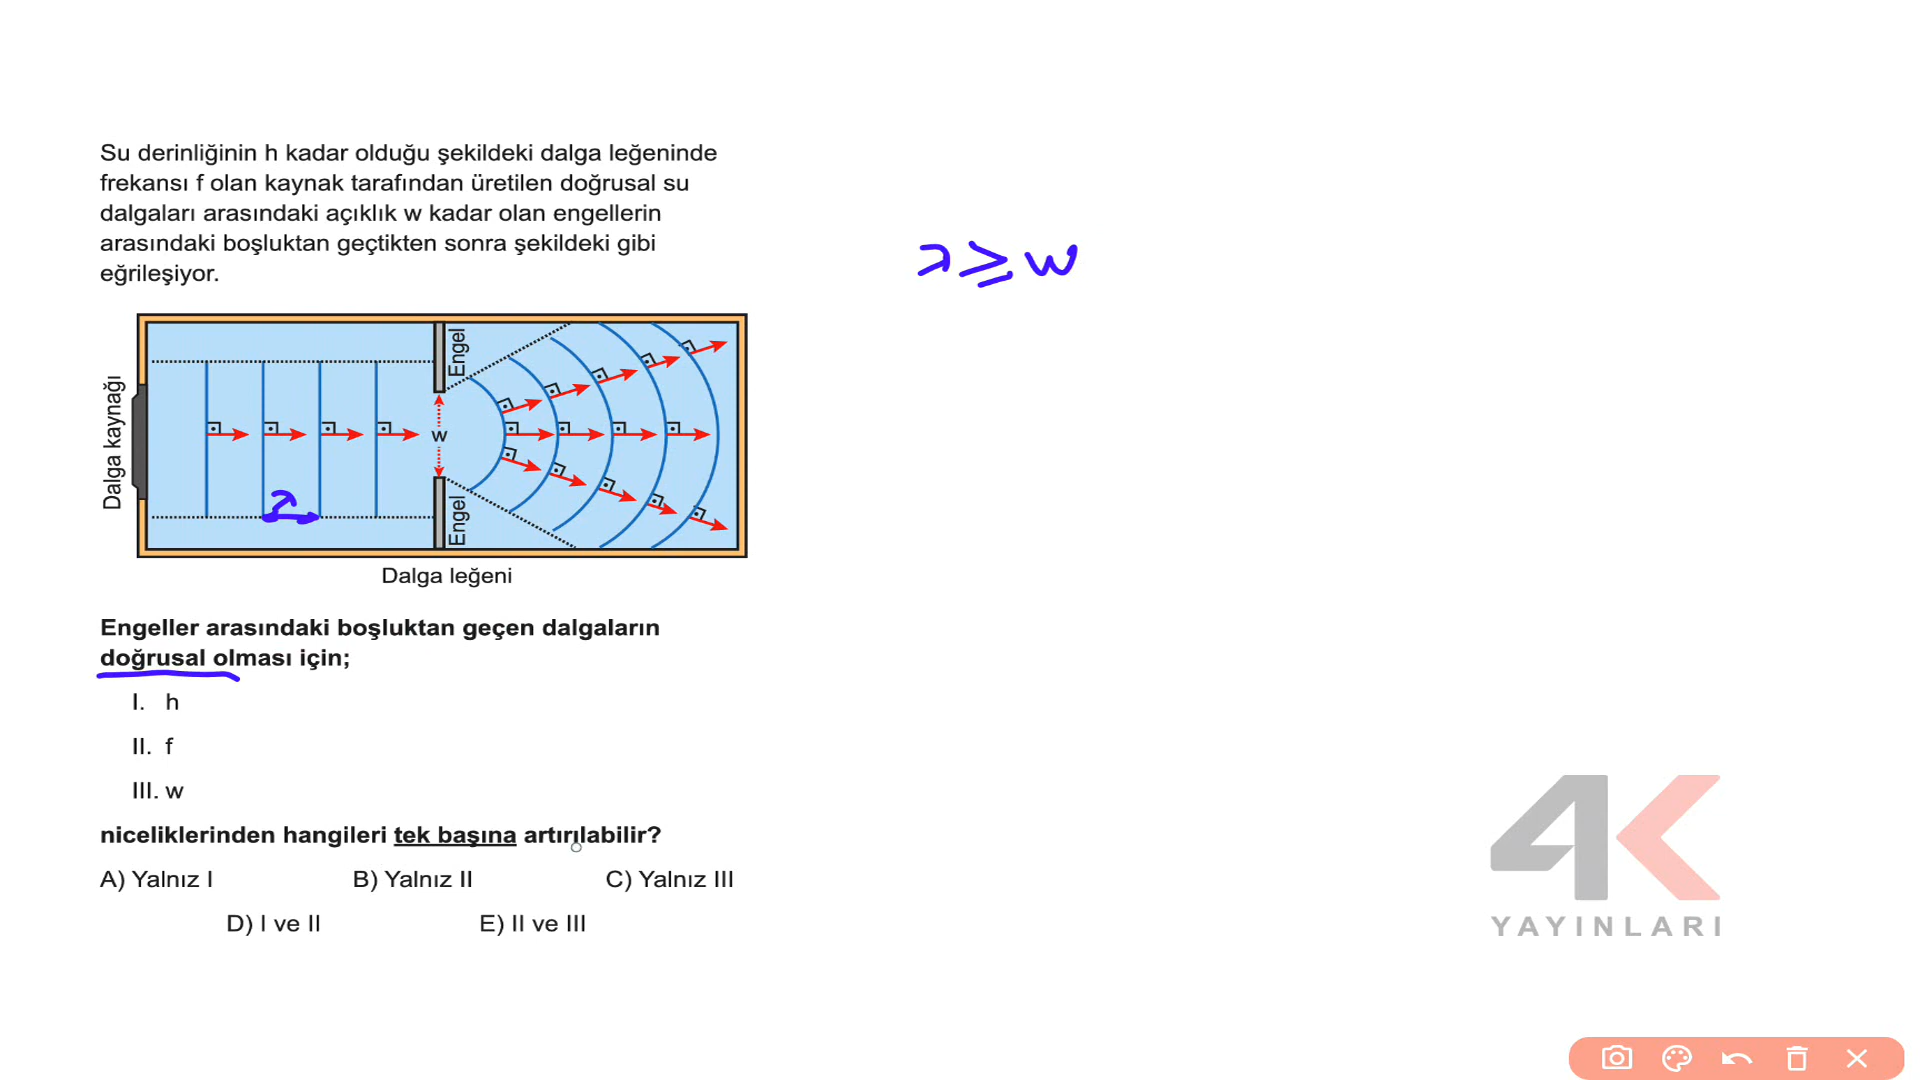 Su derinliğinin h kadar olduğu şekildeki dalga leğeninde
frekansı f olan kaynak tarafından üretilen doğrusal su
dalgaları arasındaki açıklık w kadar olan engellerin
arasındaki boşluktan geçtikten sonra şekildeki gibi
eğrileşiyor.
λ ≥ w
Dalga kaynağı
Engel
w
Engel
λ
Dalga leğeni
Engeller arasındaki boşluktan geçen dalgaların
doğrusal olması için;
I. h
II. f
III. w
niceliklerinden hangileri tek başına artırılabilir?
A) Yalnız I B) Yalnız II C) Yalnız III
D) I ve II E) II ve III
4K
YAYINLARI